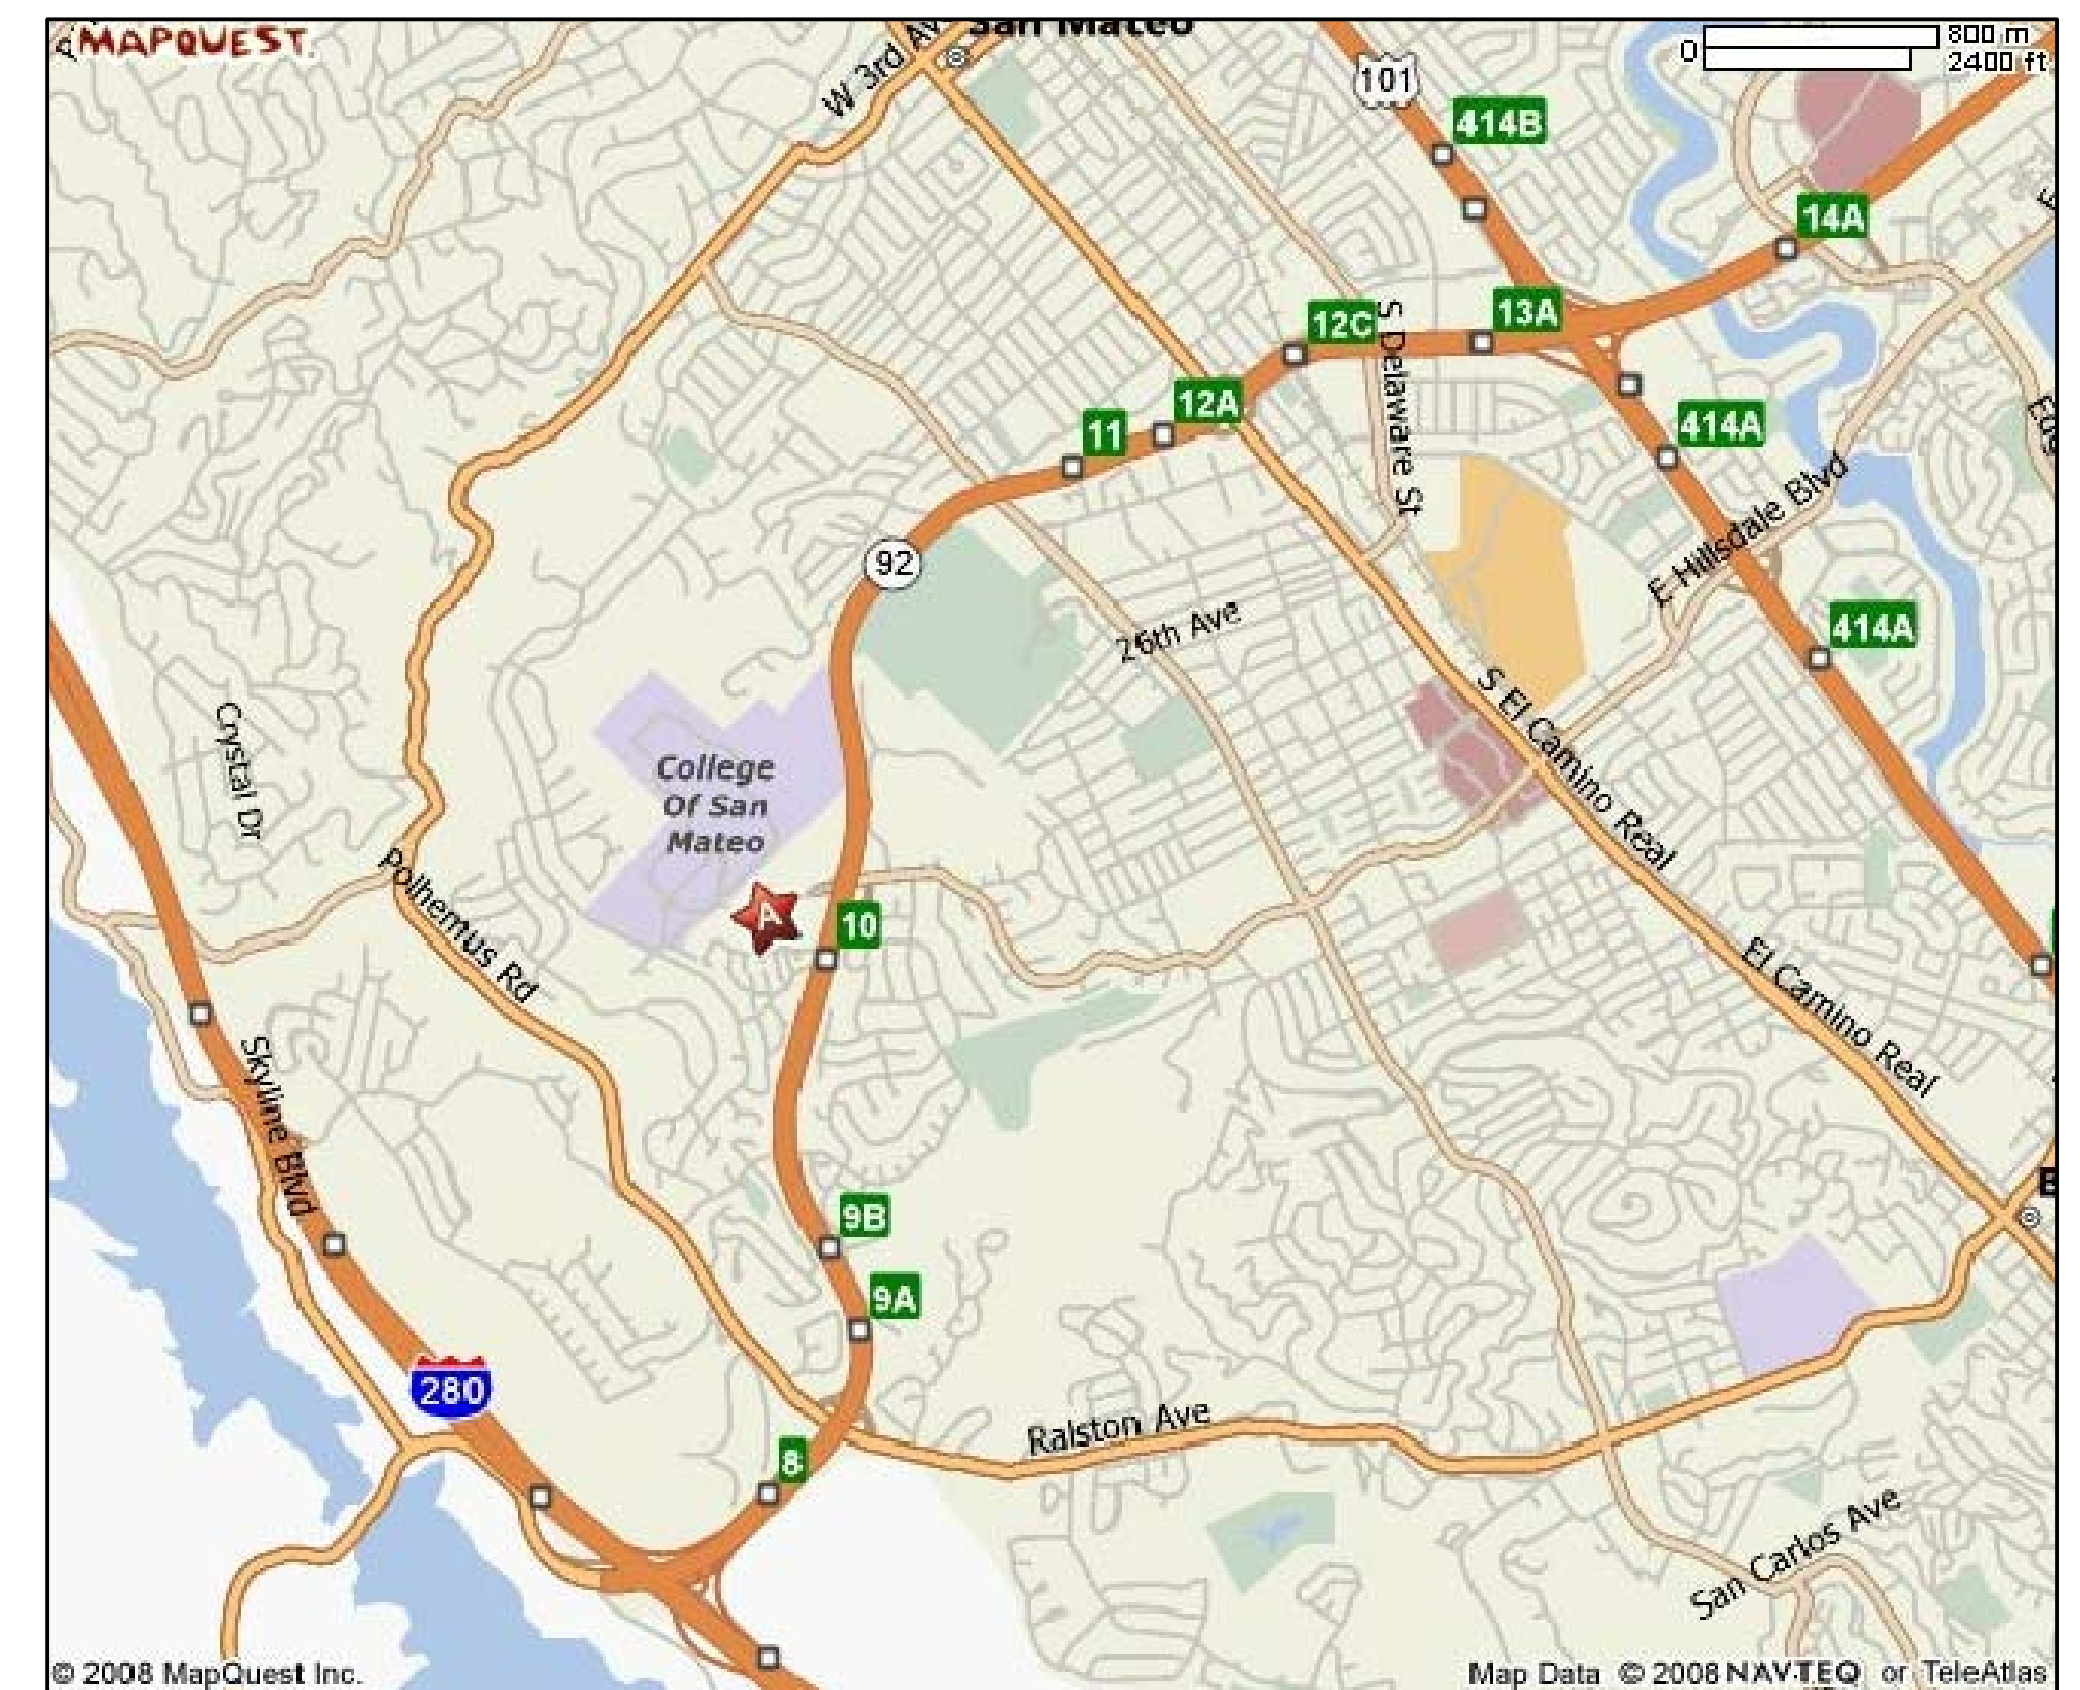 MAPQUEST
San Mateo
800 m
0
2400 ft
W 3rd Av
101
414B
14A
13A
12C
S Delaware St
12A
11
414A
E Hillsdale Blvd
92
26th Ave
414A
S El Camino Real
Crystal Dr
College
Of San
Mateo
Polhemus Rd
A
10
El Camino Real
Skyline Blvd
9B
9A
280
Ralston Ave
8
San Carlos Ave
© 2008 MapQuest Inc.
Map Data © 2008 NAVTEQ or TeleAtlas